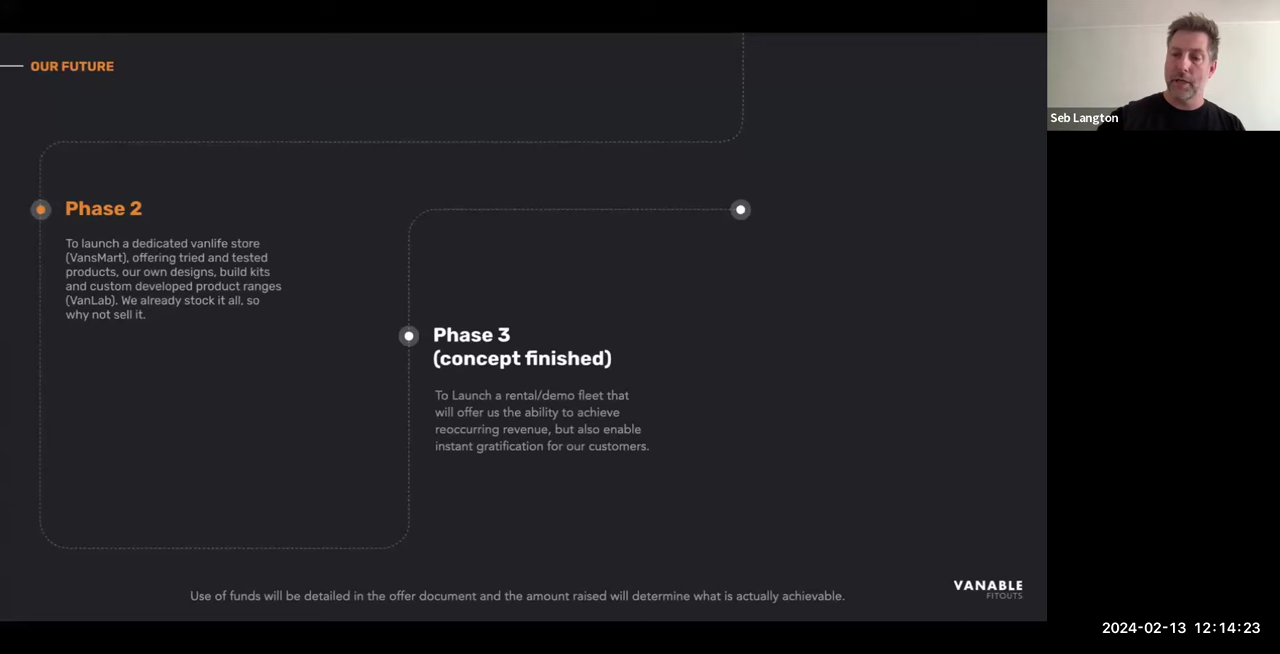 OUR FUTURE
Seb Langton
Phase 2
To launch a dedicated vanlife store
(VansMart), offering tried and tested
products, our own designs, build kits
and custom developed product ranges
(VanLab). We already stock it all, so
why not sell it.
Phase 3
(concept finished)
To Launch a rental/demo fleet that
will offer us the ability to achieve
reoccurring revenue, but also enable
instant gratification for our customers.
Use of funds will be detailed in the offer document and the amount raised will determine what is actually achievable.
VANABLE
FITOUTS
2024-02-13 12:14:23